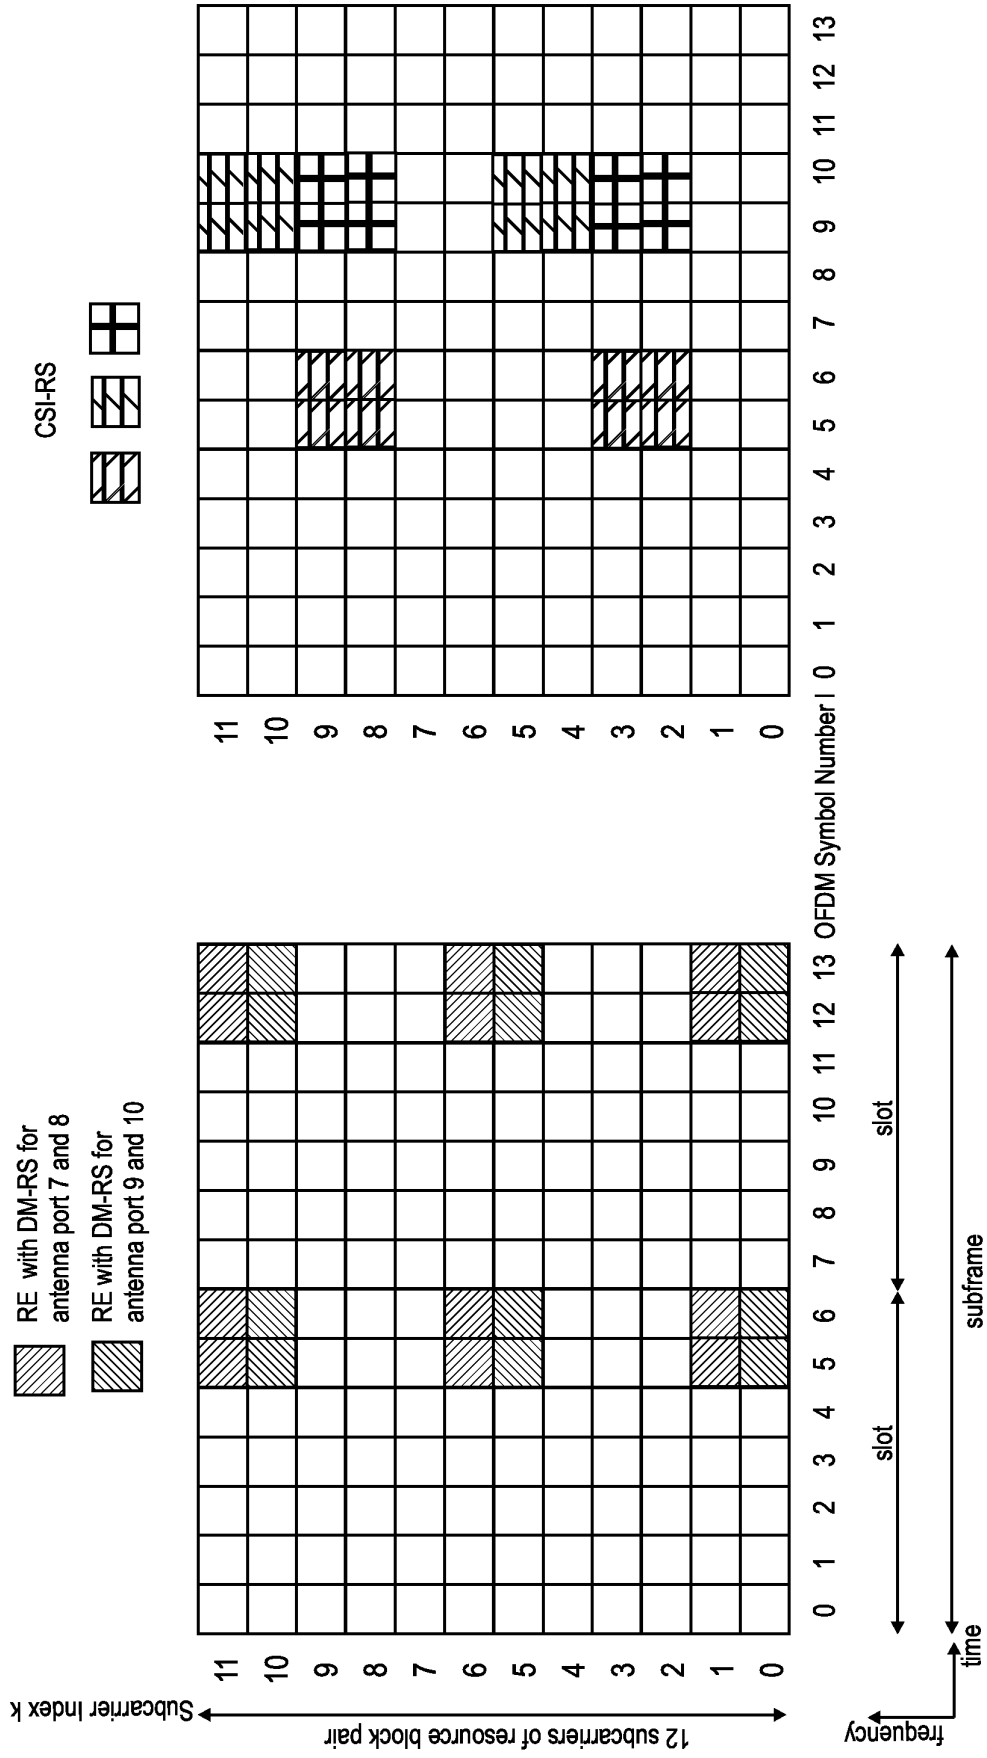 RE with DM-RS for
antenna port 7 and 8
RE with DM-RS for
antenna port 9 and 10
CSI-RS
Subcarrier Index k
12 subcarriers of resource block pair
11
10
9
8
7
6
5
4
3
2
1
0
11
10
9
8
7
6
5
4
3
2
1
0
0 1 2 3 4 5 6 7 8 9 10 11 12 13 OFDM Symbol Number l 0 1 2 3 4 5 6 7 8 9 10 11 12 13
slot slot
subframe
frequency
time